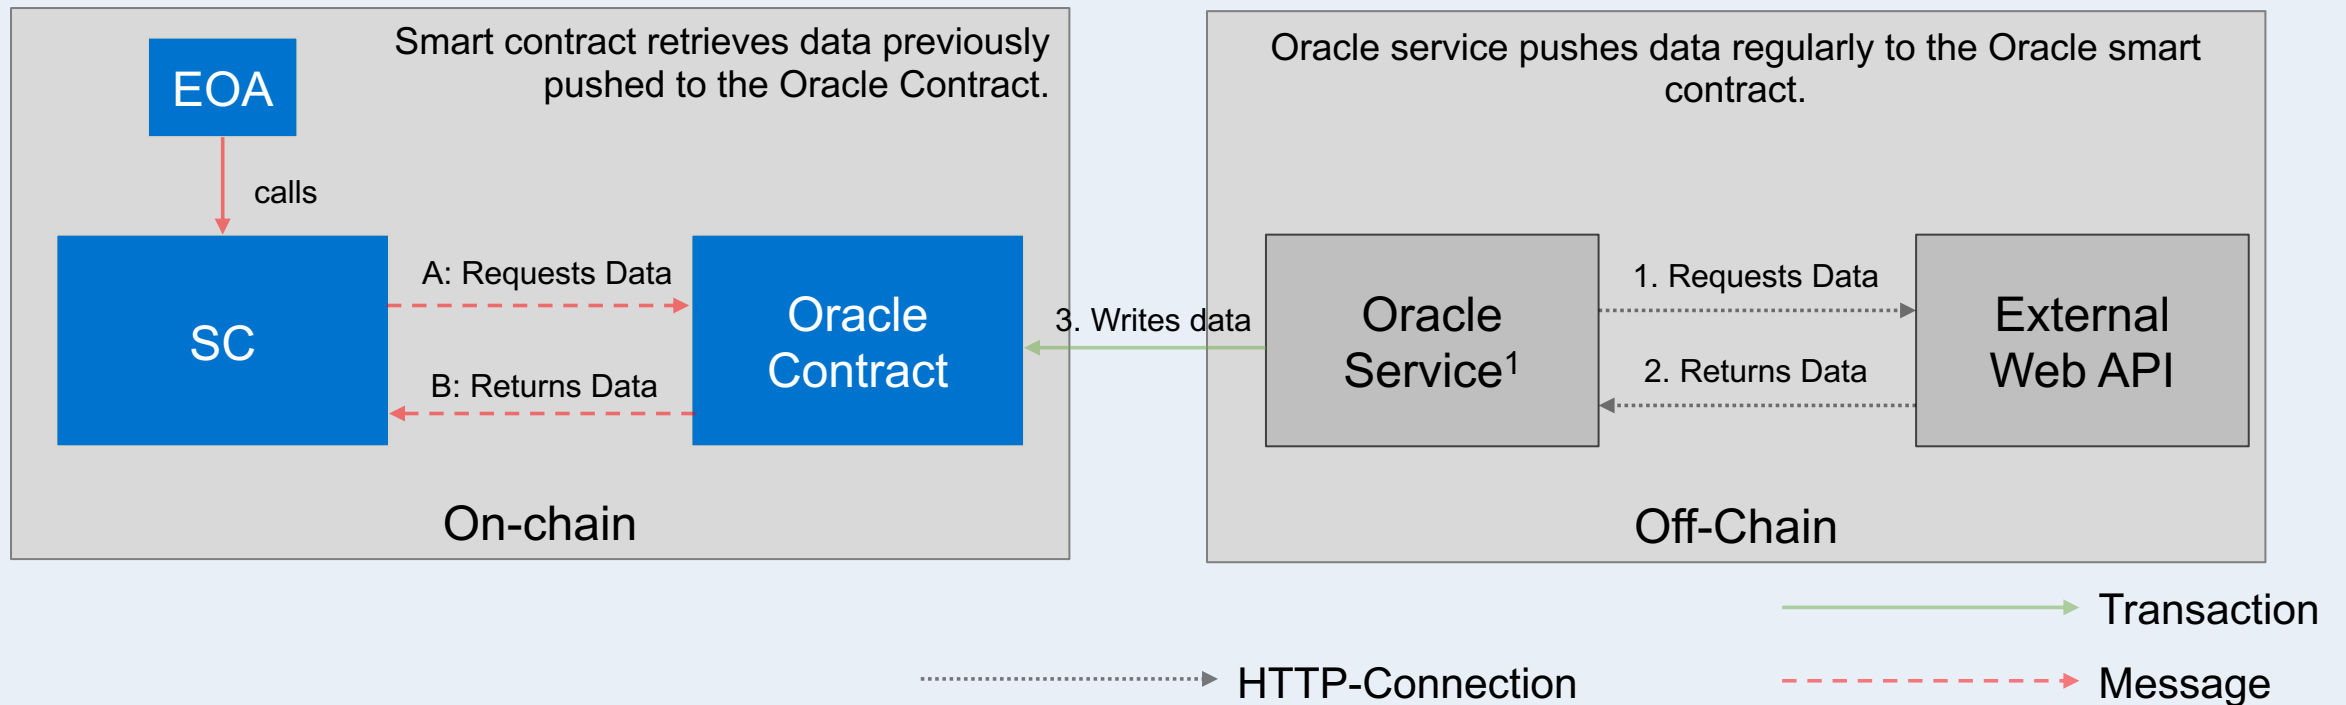 Smart contract retrieves data previously
pushed to the Oracle Contract.
EOA
calls
SC
A: Requests Data
B: Returns Data
Oracle
Contract
On-chain
3. Writes data
Oracle service pushes data regularly to the Oracle smart
contract.
Oracle
Service¹
1. Requests Data
2. Returns Data
External
Web API
Off-Chain
Transaction
HTTP-Connection
Message